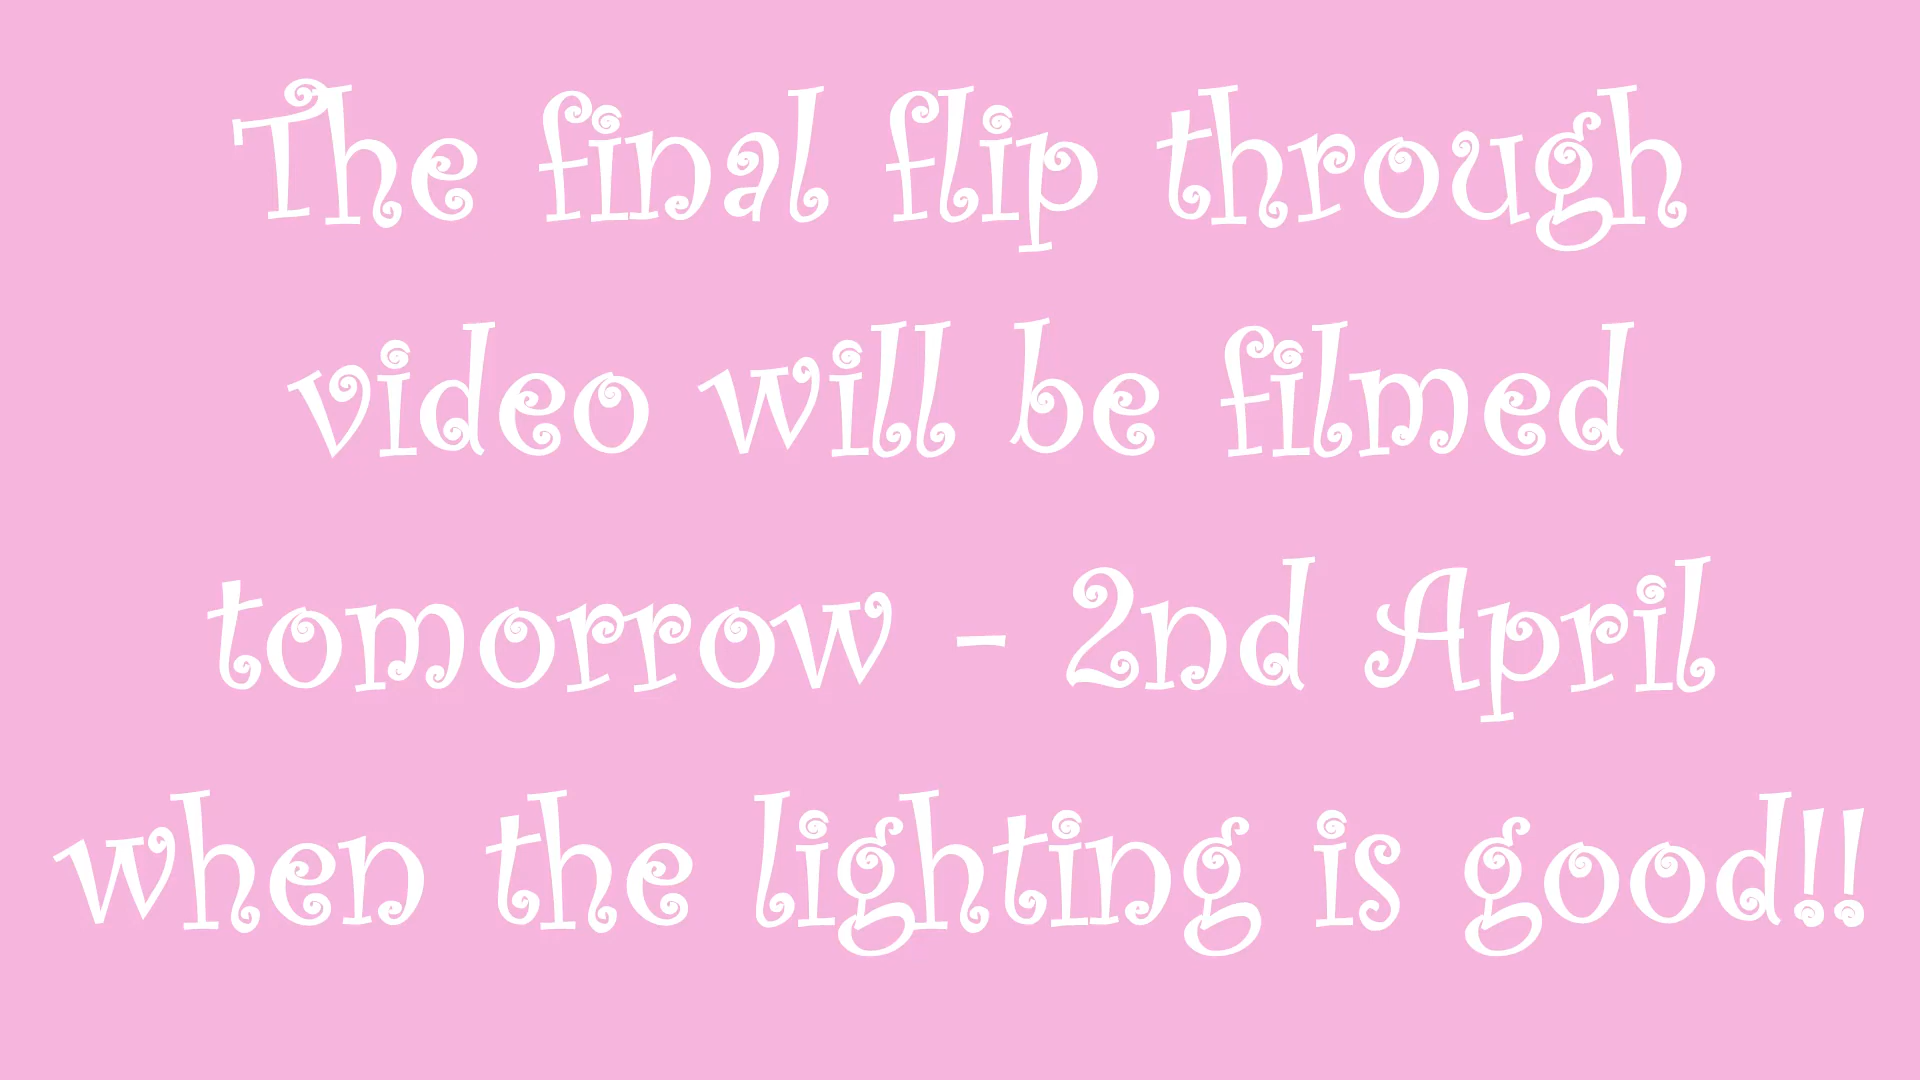 The final flip through
video will be filmed
tomorrow - 2nd April
when the lighting is good!!